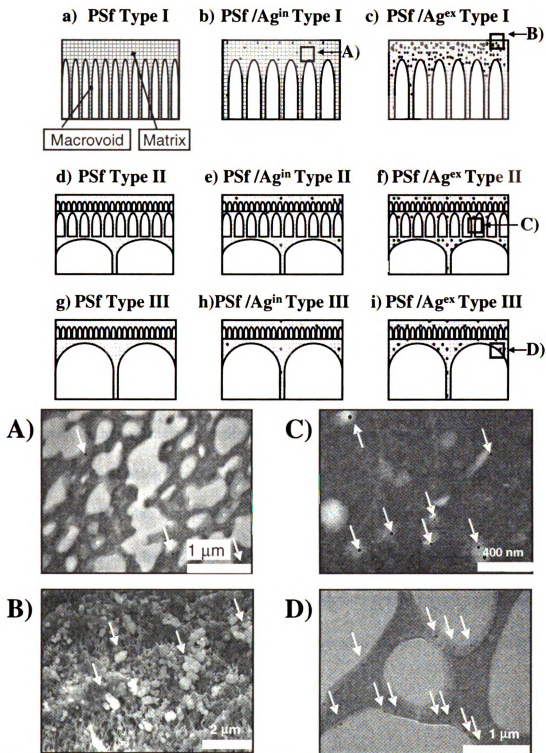 a) PSf Type I b) PSf /Agⁱⁿ Type I c) PSf /Agᵉˣ Type I
B)
A)
Macrovoid Matrix
d) PSf Type II e) PSf /Agⁱⁿ Type II f) PSf /Agᵉˣ Type II
C)
g) PSf Type III h)PSf /Agⁱⁿ Type III i) PSf /Agᵉˣ Type III
D)
A) C)
1 µm 400 nm
B) D)
2 µm 1 µm